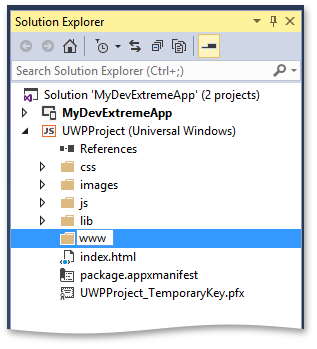 Solution Explorer
Search Solution Explorer (Ctrl+;)
Solution 'MyDevExtremeApp' (2 projects)
MyDevExtremeApp
JS UWPProject (Universal Windows)
References
css
images
js
lib
www
index.html
package.appxmanifest
UWPProject_TemporaryKey.pfx